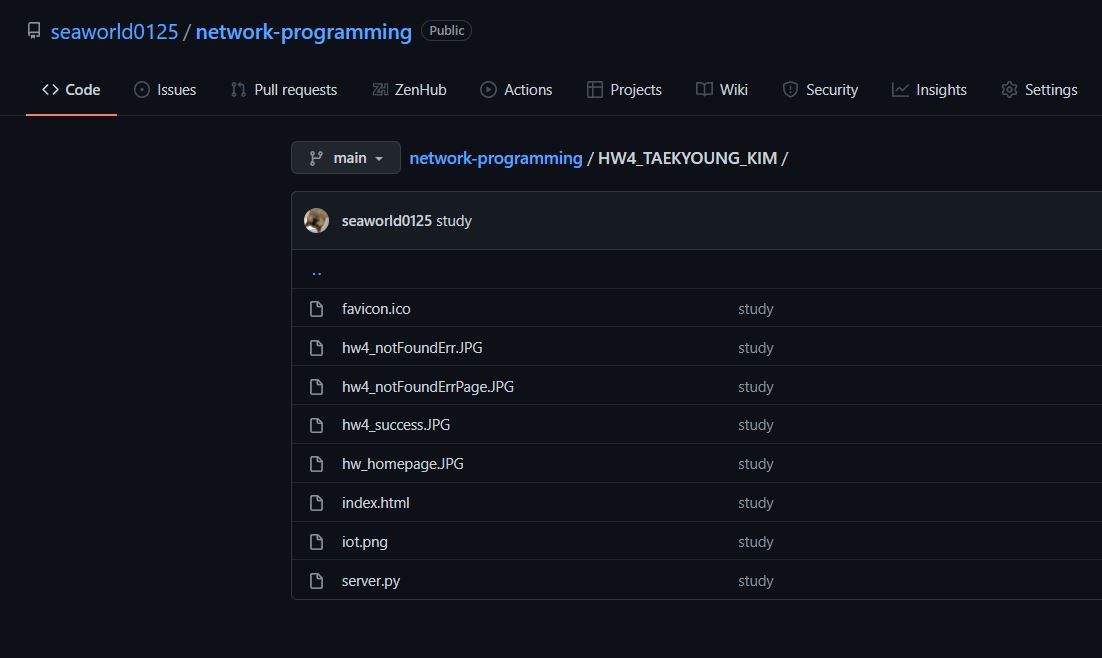 seaworld0125 / network-programming Public
Code Issues Pull requests ZenHub Actions Projects Wiki Security Insights Settings
main network-programming / HW4_TAEKYOUNG_KIM /
seaworld0125 study
..
favicon.ico study
hw4_notFoundErr.JPG study
hw4_notFoundErrPage.JPG study
hw4_success.JPG study
hw_homepage.JPG study
index.html study
iot.png study
server.py study